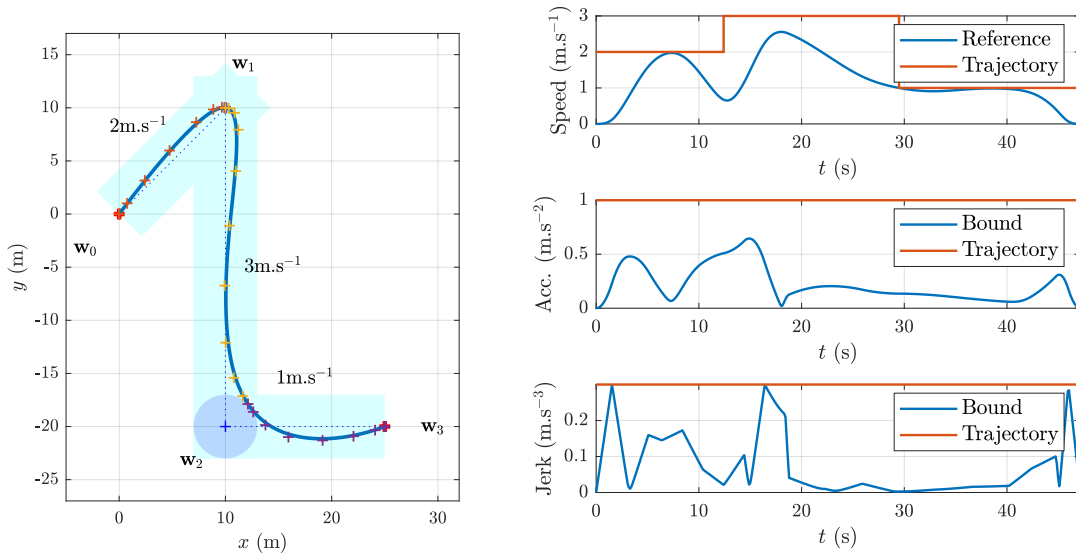 15
10
5
0
-5
-10
-15
-20
-25
0
10
20
30
x (m)
y (m)
w₀
w₁
w₂
w₃
2m.s⁻¹
3m.s⁻¹
1m.s⁻¹
3
2
1
0
0
10
20
30
40
Speed (m.s⁻¹)
t (s)
Reference
Trajectory
1
0.5
0
0
10
20
30
40
Acc. (m.s⁻²)
t (s)
Bound
Trajectory
0.2
0.1
0
0
10
20
30
40
Jerk (m.s⁻³)
t (s)
Bound
Trajectory